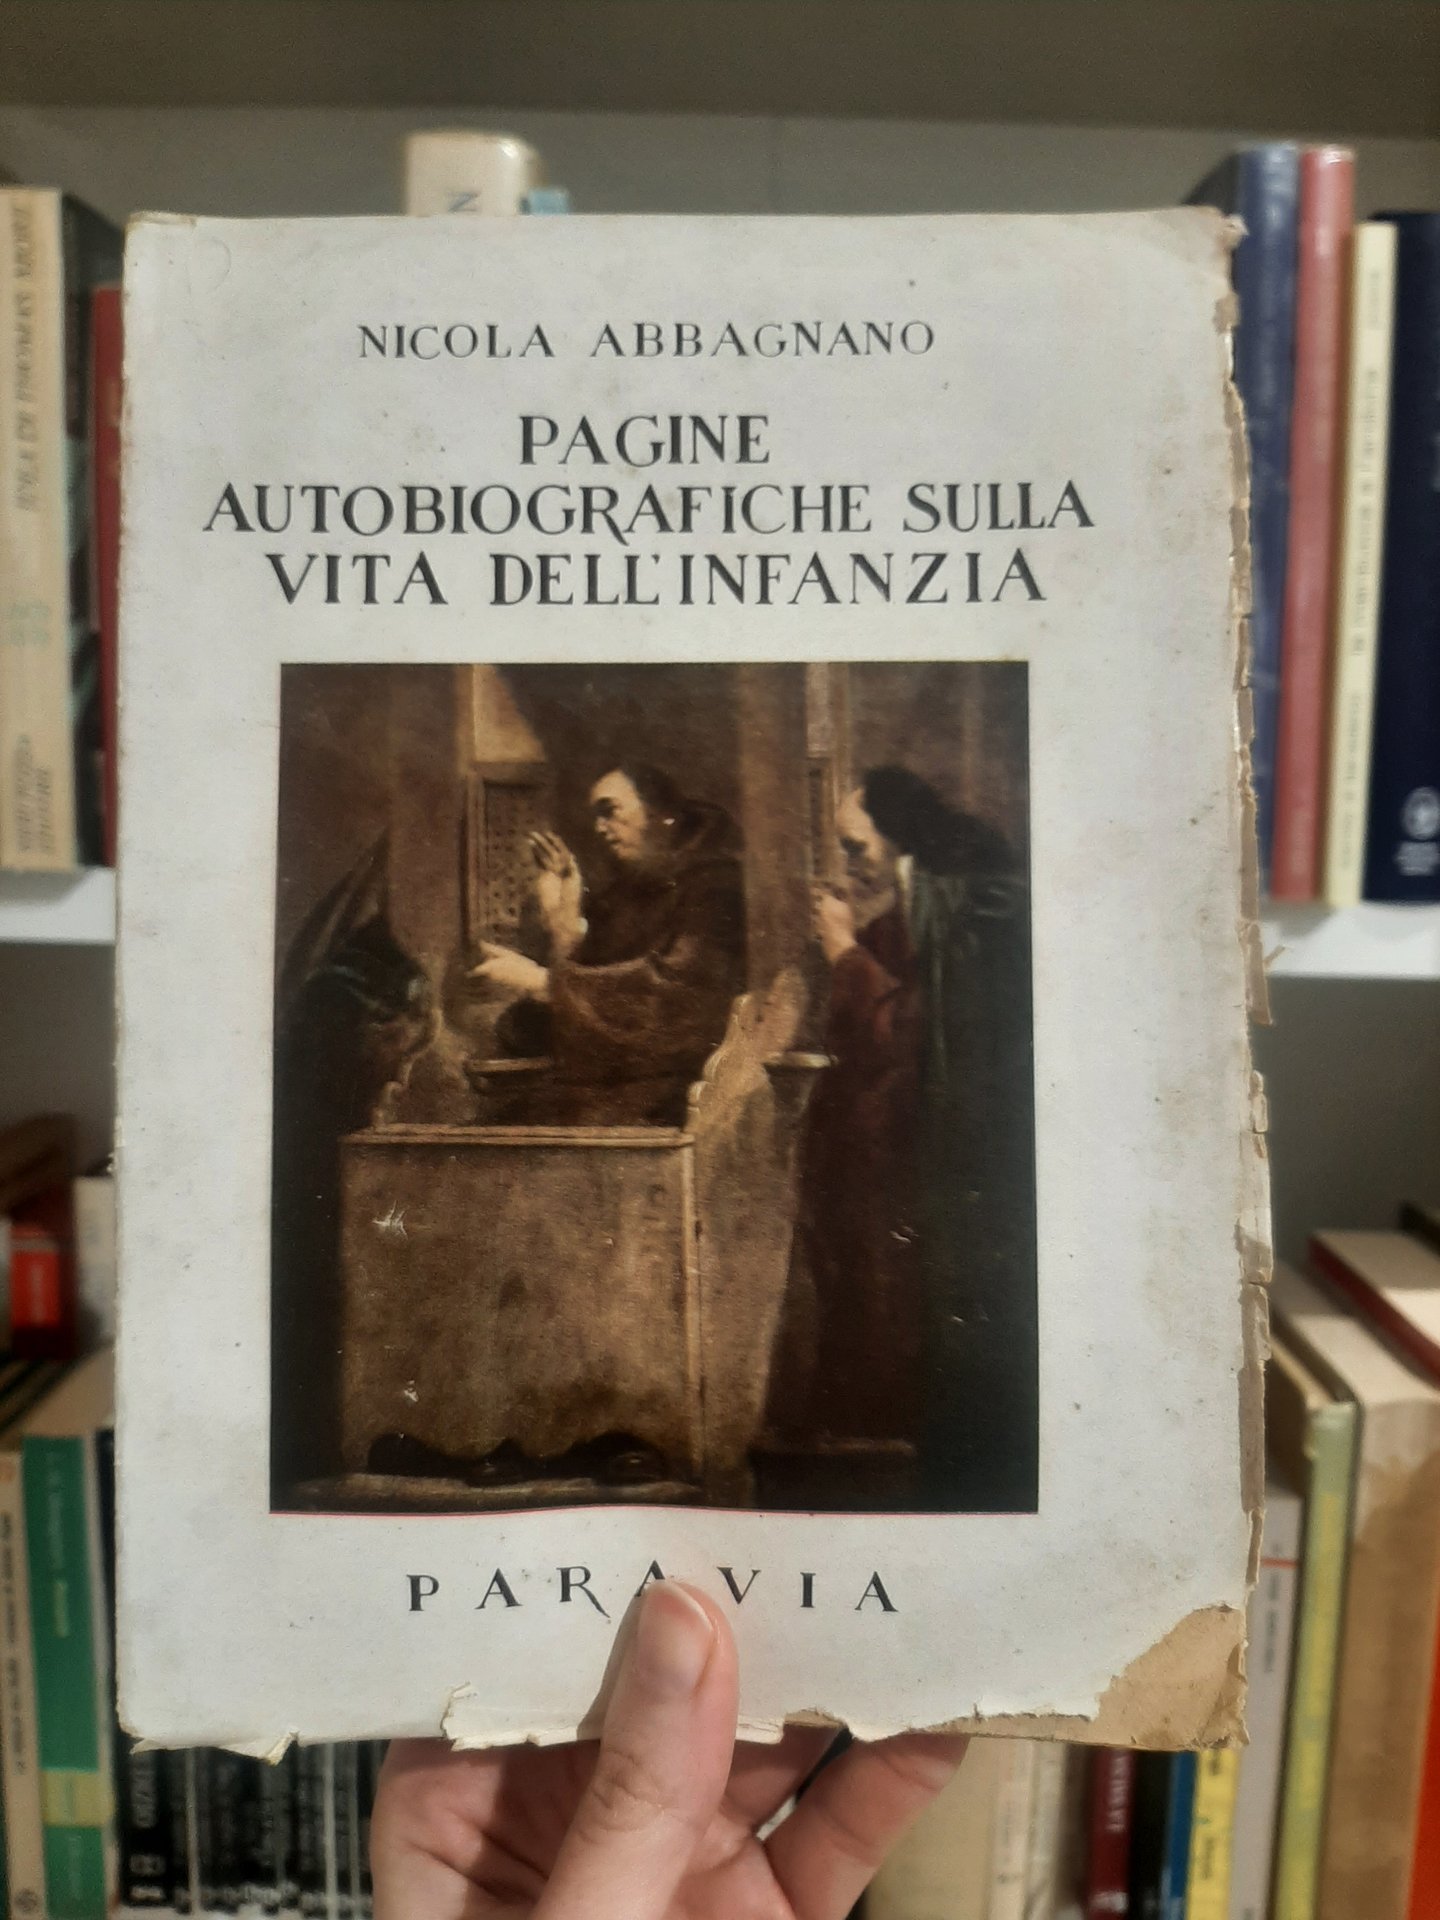 NICOLA ABBAGNANO
PAGINE
AUTOBIOGRAFICHE SULLA
VITA DELL'INFANZIA
PARAVIA